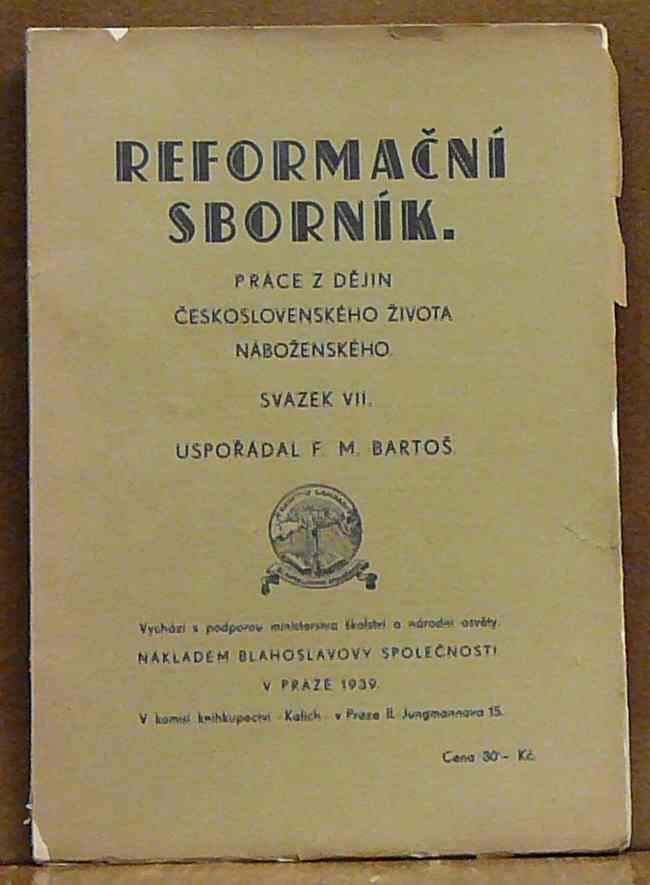 REFORMAČNÍ
SBORNÍK.
PRÁCE Z DĚJIN
ČESKOSLOVENSKÉHO ŽIVOTA
NÁBOŽENSKÉHO.
SVAZEK VII.
USPOŘÁDAL F. M. BARTOŠ.
Vychází s podporou ministerstva školství a národní osvěty.
NÁKLADEM BLAHOSLAVOVY SPOLEČNOSTI
V PRAZE 1939.
V komisi knihkupectví „Kalich“ v Praze II. Jungmannova 15.
Cena 30·– Kč.